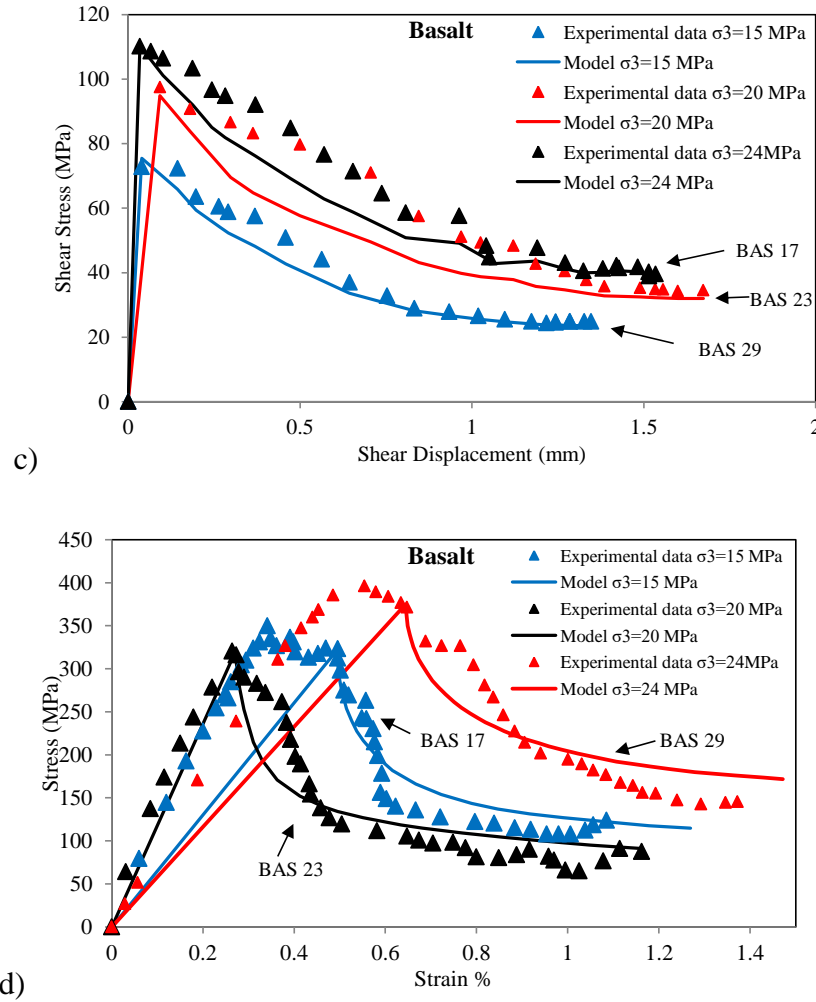 120
100
80
60
40
20
0
Shear Stress (MPa)
Basalt
Experimental data σ3=15 MPa
Model σ3=15 MPa
Experimental data σ3=20 MPa
Model σ3=20 MPa
Experimental data σ3=24MPa
Model σ3=24 MPa
BAS 17
BAS 23
BAS 29
0 0.5 1 1.5 2
Shear Displacement (mm)
c)
450
400
350
300
250
200
150
100
50
0
Stress (MPa)
Basalt
Experimental data σ3=15 MPa
Model σ3=15 MPa
Experimental data σ3=20 MPa
Model σ3=20 MPa
Experimental data σ3=24MPa
Model σ3=24 MPa
BAS 17
BAS 29
BAS 23
0 0.2 0.4 0.6 0.8 1 1.2 1.4
Strain %
d)